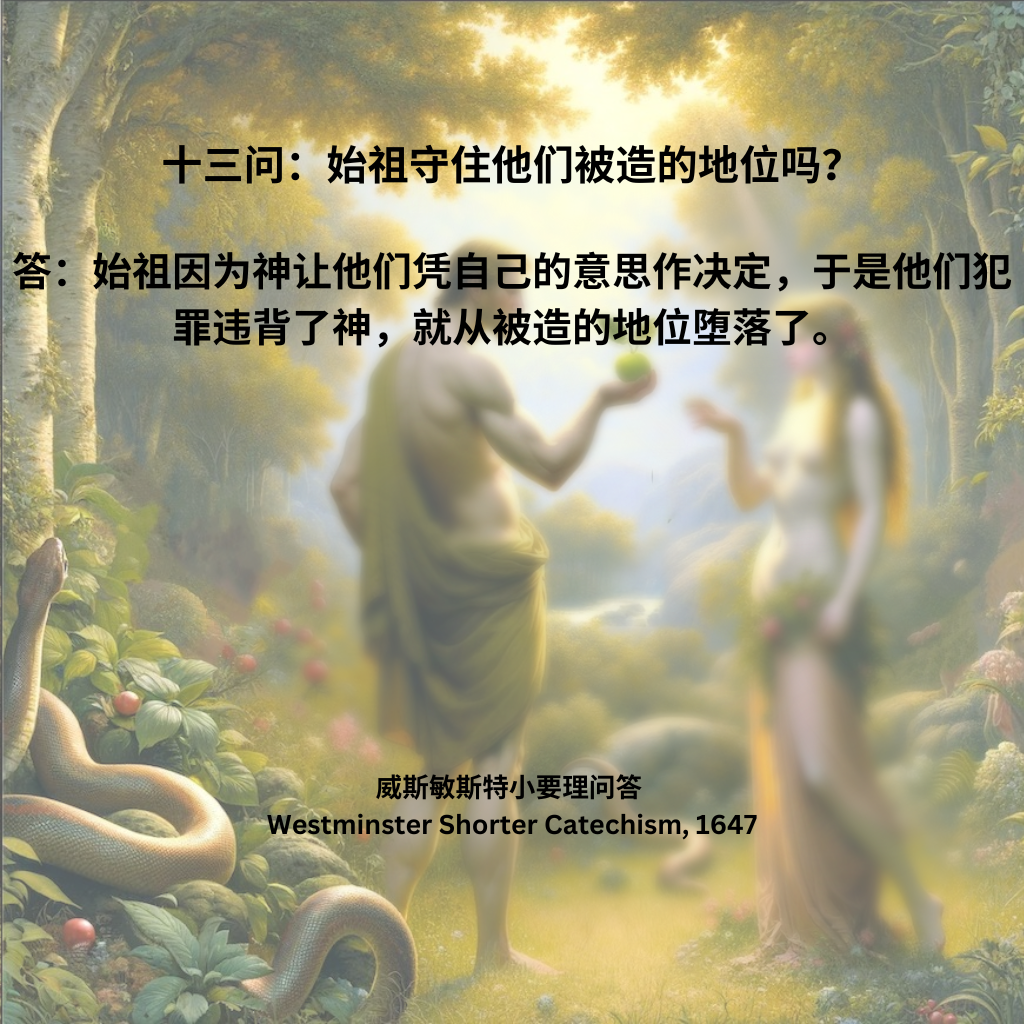 十三问：始祖守住他们被造的地位吗？
答：始祖因为神让他们凭自己的意思作决定，于是他们犯
罪违背了神，就从被造的地位堕落了。
威斯敏斯特小要理问答
Westminster Shorter Catechism, 1647